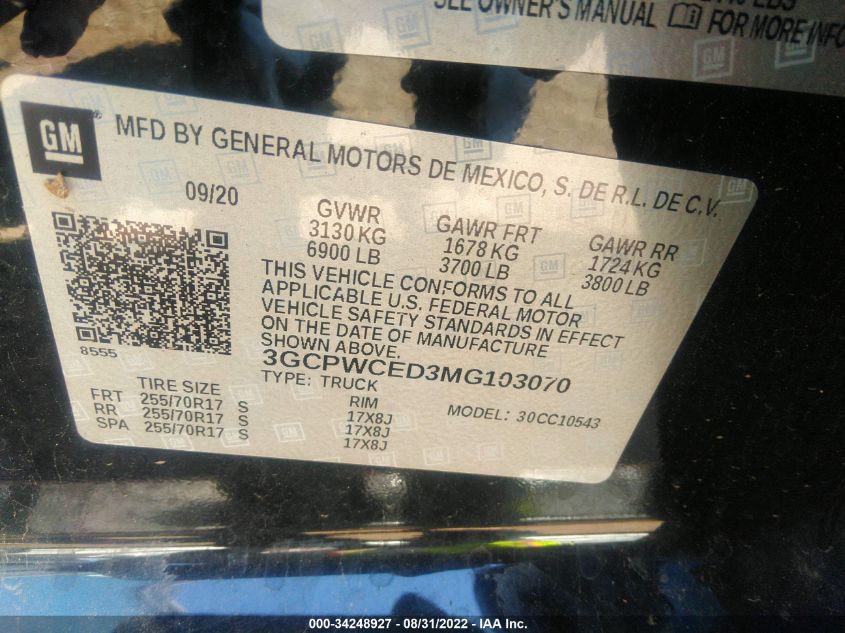 SEE OWNER'S MANUAL FOR MORE INFO
GM
MFD BY GENERAL MOTORS DE MEXICO, S. DE R.L. DE C.V.
09/20
GVWR GAWR FRT GAWR RR
3130 KG 1678 KG 1724 KG
6900 LB 3700 LB 3800 LB
THIS VEHICLE CONFORMS TO ALL
APPLICABLE U.S. FEDERAL MOTOR
VEHICLE SAFETY STANDARDS IN EFFECT
ON THE DATE OF MANUFACTURE
SHOWN ABOVE.
8555
3GCPWCED3MG103070
TYPE: TRUCK
TIRE SIZE RIM MODEL: 30CC10543
FRT 255/70R17 S 17X8J
RR 255/70R17 S 17X8J
SPA 255/70R17 S 17X8J
000-34248927 - 08/31/2022 - IAA Inc.